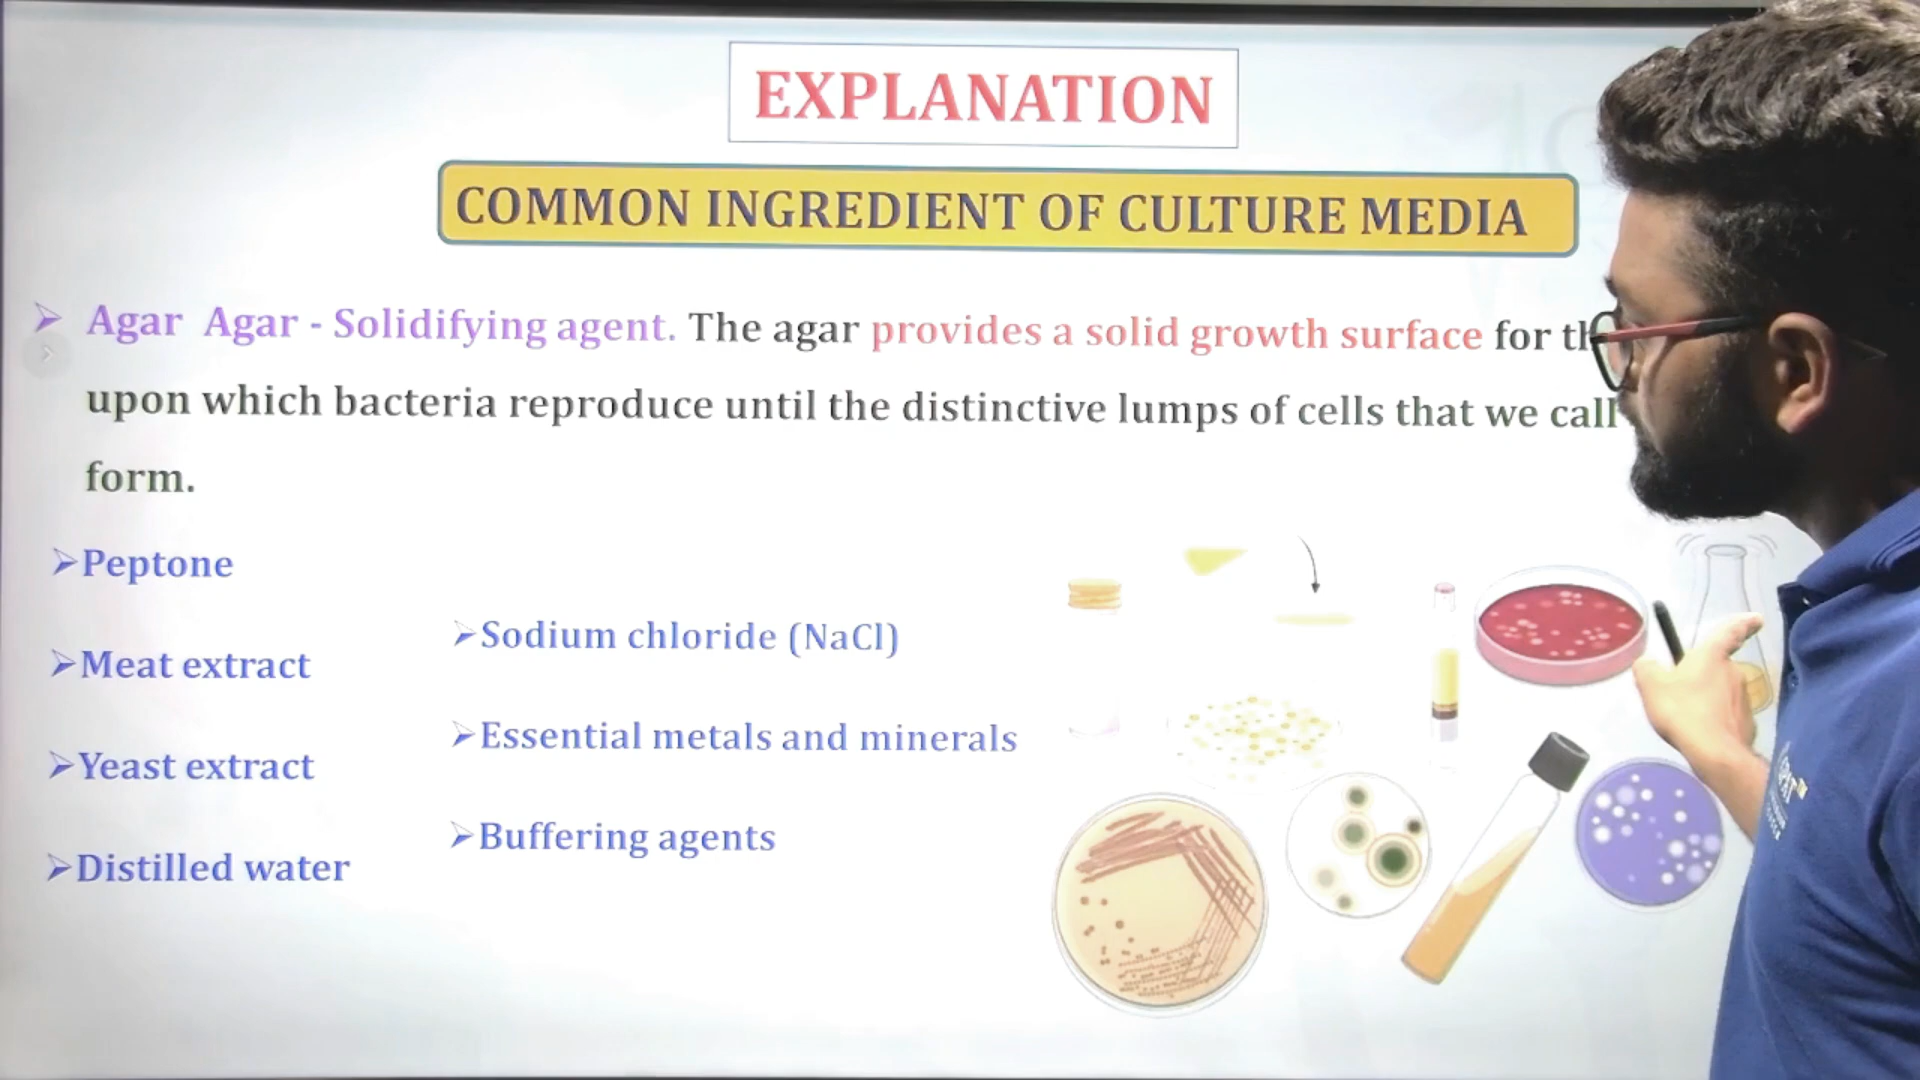 EXPLANATION
COMMON INGREDIENT OF CULTURE MEDIA
Agar Agar - Solidifying agent. The agar provides a solid growth surface for
upon which bacteria reproduce until the distinctive lumps of cells that we call
form.
Peptone
Meat extract
Yeast extract
Distilled water
Sodium chloride (NaCl)
Essential metals and minerals
Buffering agents
GPAT